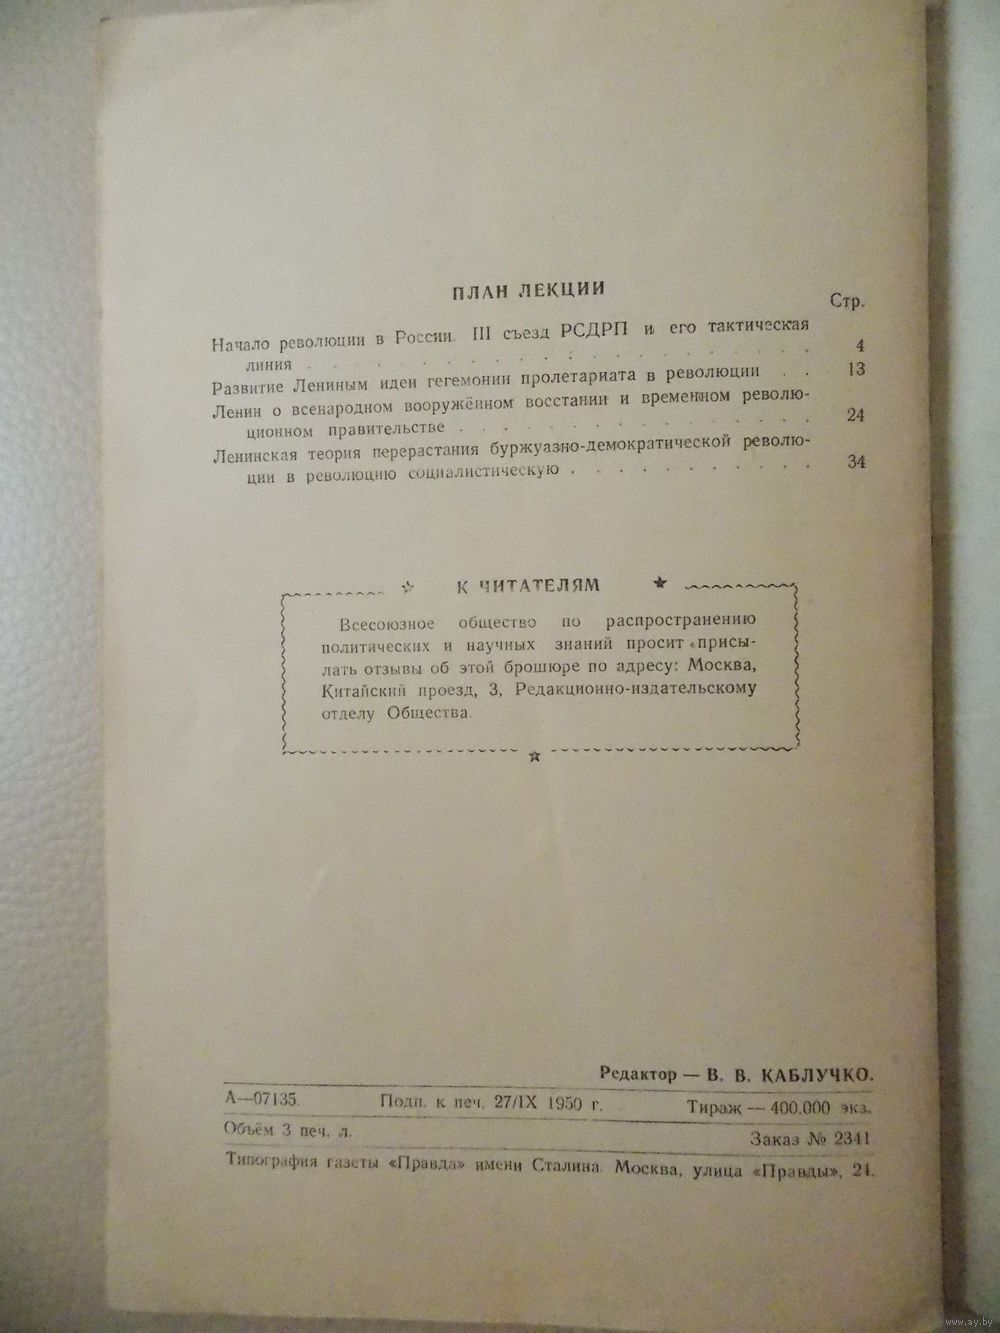 ПЛАН ЛЕКЦИИ
Стр.
Начало революции в России. III съезд РСДРП и его тактическая
линия . . . . . . . . . . . . . . . 4
Развитие Лениным идеи гегемонии пролетариата в революции . . 13
Ленин о всенародном вооружённом восстании и временном револю-
ционном правительстве . . . . . . . . . . . . . 24
Ленинская теория перерастания буржуазно-демократической револю-
ции в революцию социалистическую . . . . . . . . . . 34
☆ К ЧИТАТЕЛЯМ ★
Всесоюзное общество по распространению
политических и научных знаний просит присы-
лать отзывы об этой брошюре по адресу: Москва,
Китайский проезд, 3, Редакционно-издательскому
отделу Общества.
Редактор — В. В. КАБЛУЧКО.
А—07135. Подп. к печ. 27/IX 1950 г. Тираж — 400.000 экз.
Объём 3 печ. л. Заказ № 2341
Типография газеты «Правда» имени Сталина. Москва, улица «Правды», 24.
www.ay.by